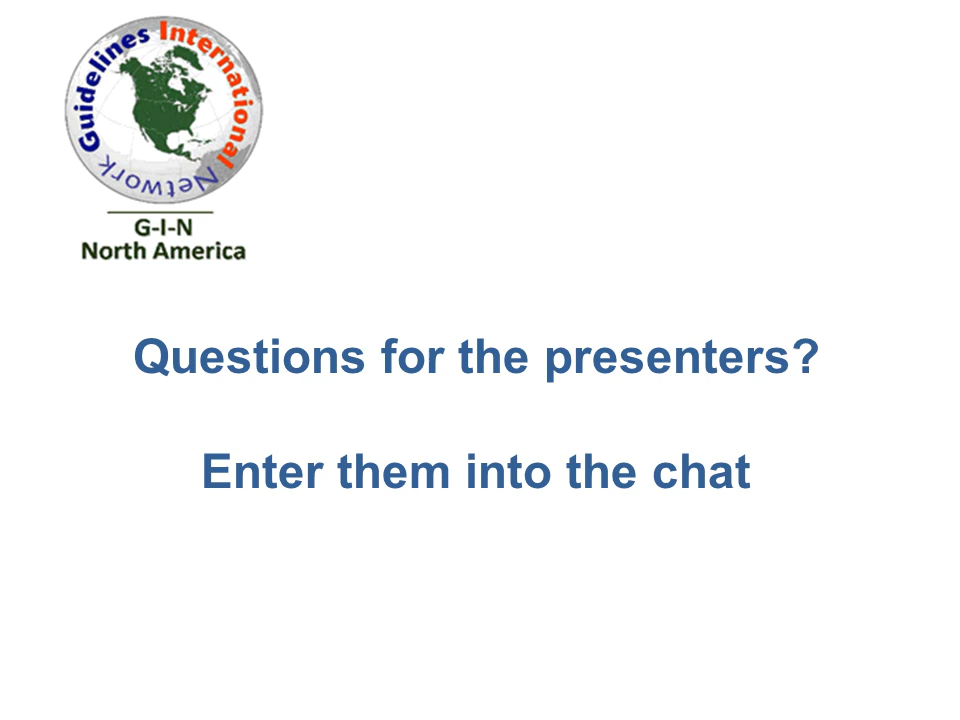 Guidelines International Network
G-I-N
North America
Questions for the presenters?
Enter them into the chat